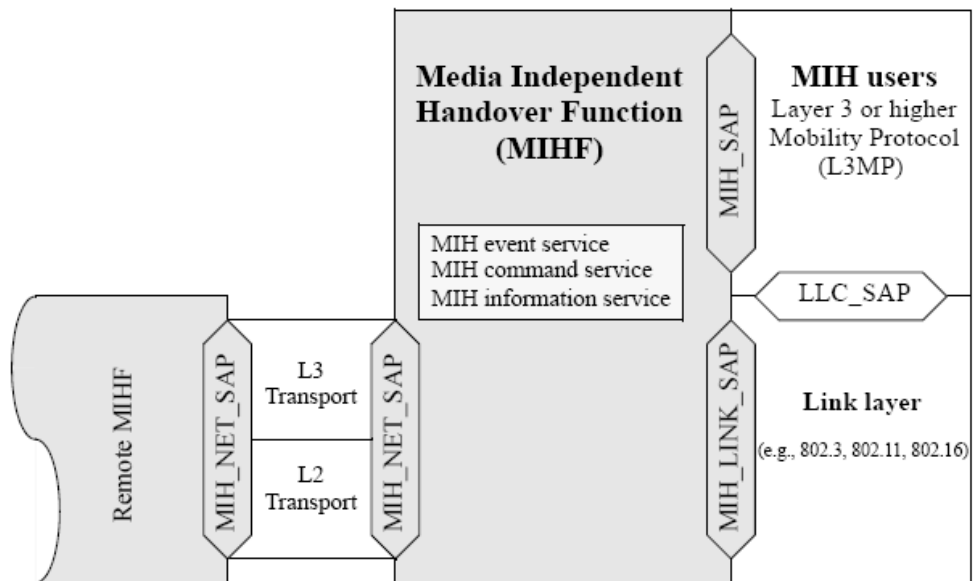 Media Independent
Handover Function
(MIHF)
MIH event service
MIH command service
MIH information service
MIH_SAP
MIH users
Layer 3 or higher
Mobility Protocol
(L3MP)
LLC_SAP
Remote MIHF
MIH_NET_SAP
L3
Transport
L2
Transport
MIH_NET_SAP
MIH_LINK_SAP
Link layer
(e.g., 802.3, 802.11, 802.16)